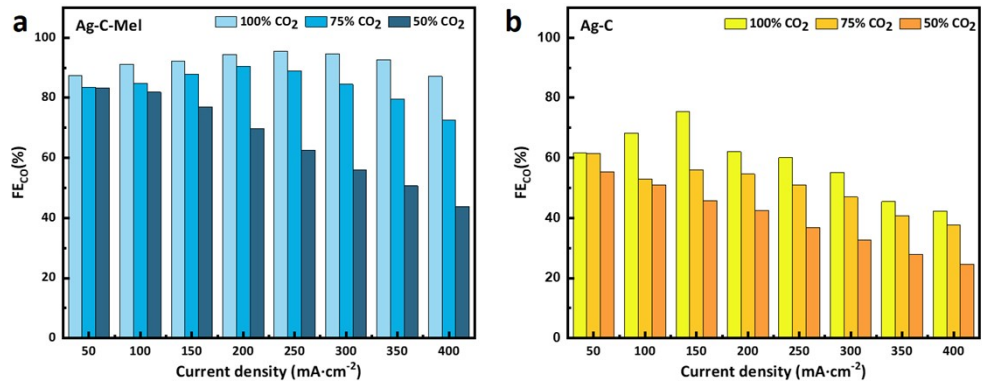 a
Ag-C-Mel
100% CO2 75% CO2 50% CO2
100
80
60
40
20
0
FECO(%)
50 100 150 200 250 300 350 400
Current density (mA·cm-2)
b
Ag-C
100% CO2 75% CO2 50% CO2
100
80
60
40
20
0
FECO(%)
50 100 150 200 250 300 350 400
Current density (mA·cm-2)